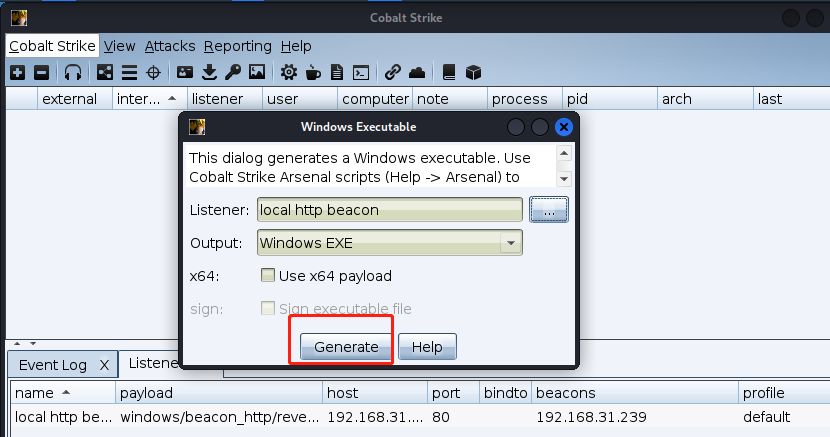 Cobalt Strike
Cobalt Strike View Attacks Reporting Help
external inter... listener user computer note process pid arch last
Windows Executable
This dialog generates a Windows executable. Use
Cobalt Strike Arsenal scripts (Help -> Arsenal) to
Listener: local http beacon ...
Output: Windows EXE
x64: Use x64 payload
sign: Sign executable file
Generate Help
Event Log X Listene
name payload host port bindto beacons profile
local http be... windows/beacon_http/reve... 192.168.31.... 80 192.168.31.239 default